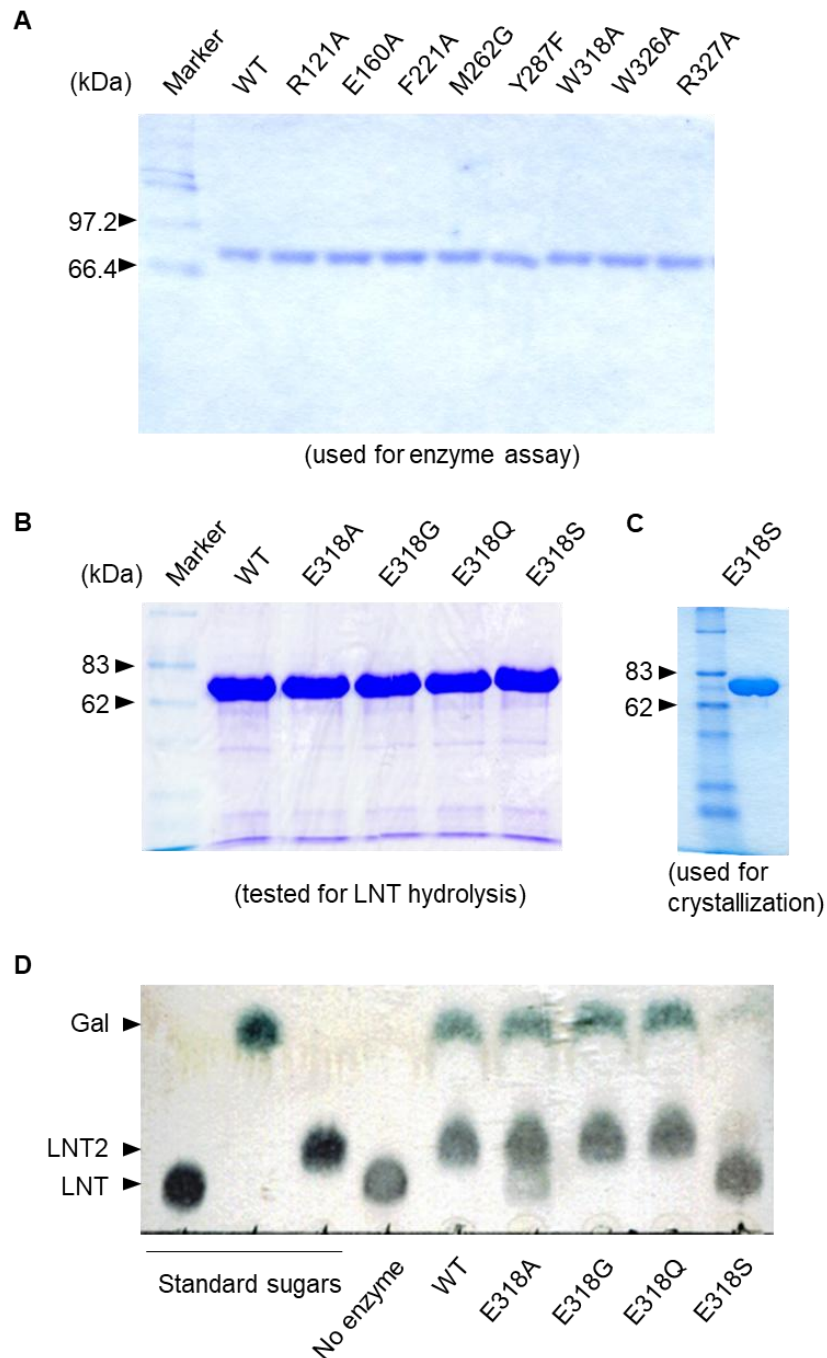 A
(kDa)
Marker
WT
R121A
E160A
F221A
M262G
Y287F
W318A
W326A
R327A
97.2
66.4
(used for enzyme assay)
B
(kDa)
Marker
WT
E318A
E318G
E318Q
E318S
83
62
(tested for LNT hydrolysis)
C
E318S
83
62
(used for
crystallization)
D
Gal
LNT2
LNT
Standard sugars
No enzyme
WT
E318A
E318G
E318Q
E318S